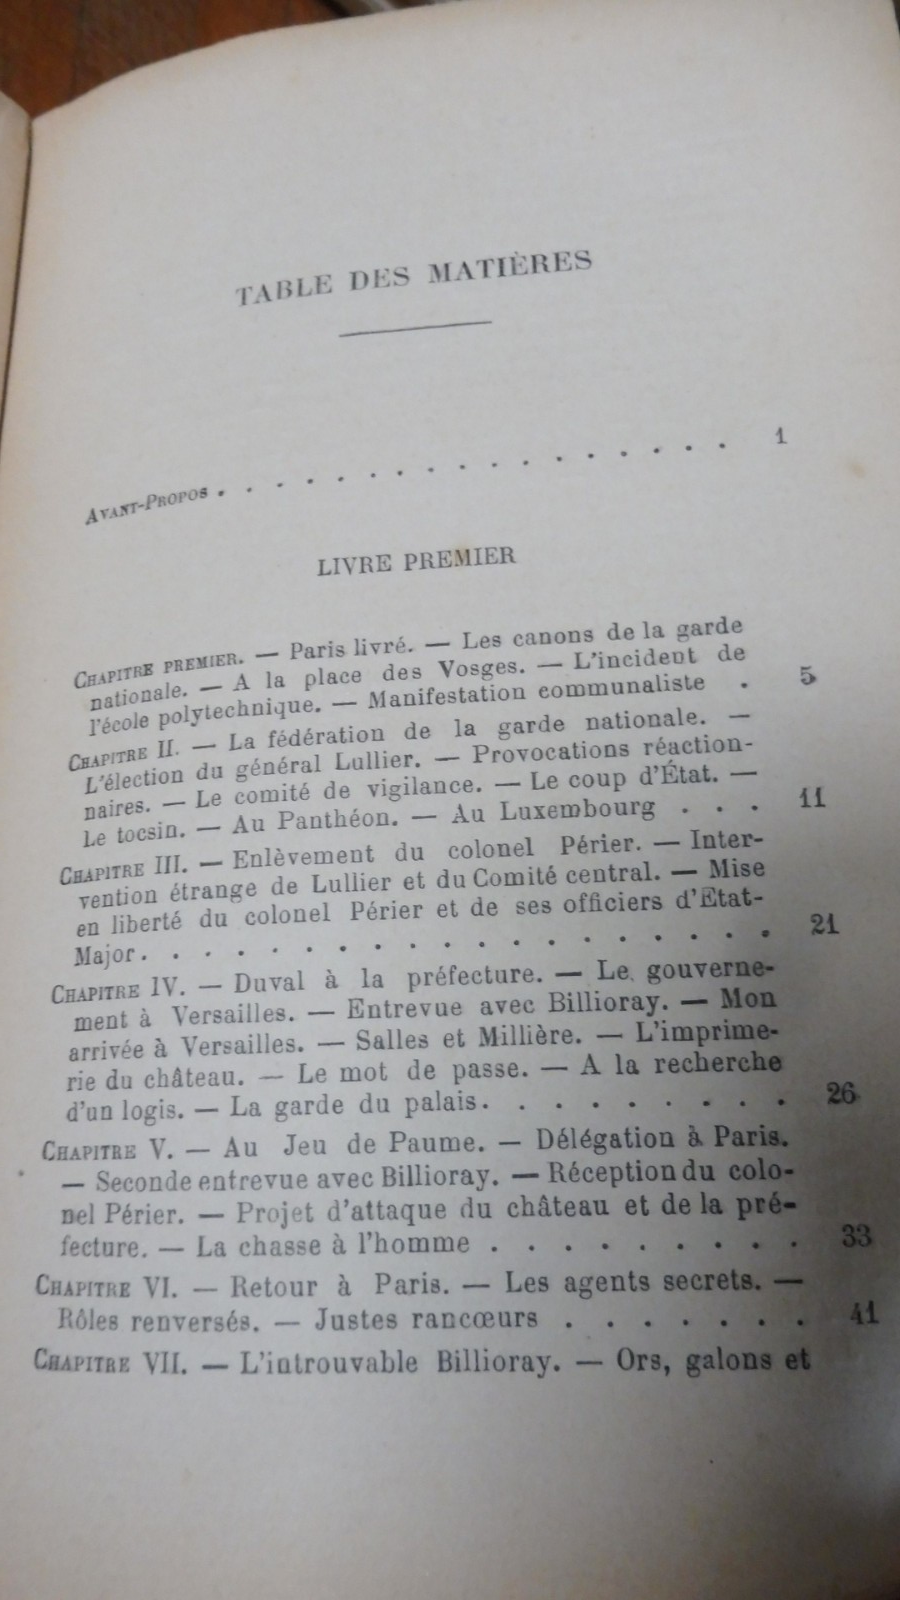 TABLE DES MATIÈRES
AVANT-PROPOS . . . . . . . . . . . . . . . . . 1
LIVRE PREMIER
CHAPITRE PREMIER. — Paris livré. — Les canons de la garde
nationale. — A la place des Vosges. — L'incident de
l'école polytechnique. — Manifestation communaliste . 5
CHAPITRE II. — La fédération de la garde nationale. —
L'élection du général Lullier. — Provocations réaction-
naires. — Le comité de vigilance. — Le coup d'État. —
Le tocsin. — Au Panthéon. — Au Luxembourg . . . 11
CHAPITRE III. — Enlèvement du colonel Périer. — Inter-
vention étrange de Lullier et du Comité central. — Mise
en liberté du colonel Périer et de ses officiers d'Etat-
Major . . . . . . . . . . . . . . . . . . . . 21
CHAPITRE IV. — Duval à la préfecture. — Le gouverne-
ment à Versailles. — Entrevue avec Billioray. — Mon
arrivée à Versailles. — Salles et Millière. — L'imprime-
rie du château. — Le mot de passe. — A la recherche
d'un logis. — La garde du palais . . . . . . . . . 26
CHAPITRE V. — Au Jeu de Paume. — Délégation à Paris.
— Seconde entrevue avec Billioray. — Réception du colo-
nel Périer. — Projet d'attaque du château et de la pré-
fecture. — La chasse à l'homme . . . . . . . . . 33
CHAPITRE VI. — Retour à Paris. — Les agents secrets. —
Rôles renversés. — Justes rancœurs . . . . . . . 41
CHAPITRE VII. — L'introuvable Billioray. — Ors, galons et